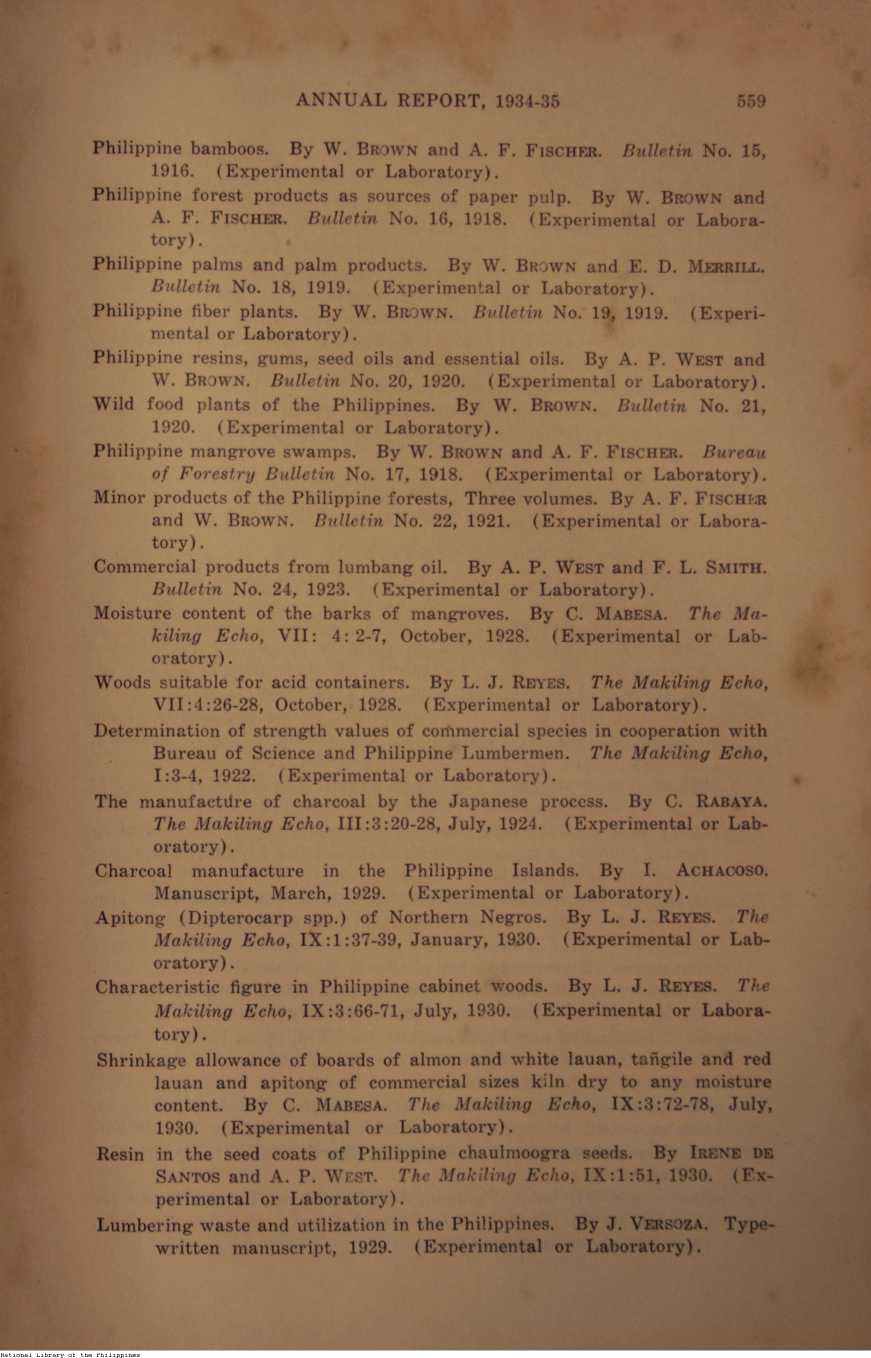 ANNUAL REPORT, 1934-35 559
Philippine bamboos. By W. BROWN and A. F. FISCHER. Bulletin No. 15,
1916. (Experimental or Laboratory).
Philippine forest products as sources of paper pulp. By W. BROWN and
A. F. FISCHER. Bulletin No. 16, 1918. (Experimental or Labora-
tory).
Philippine palms and palm products. By W. BROWN and E. D. MERRILL.
Bulletin No. 18, 1919. (Experimental or Laboratory).
Philippine fiber plants. By W. BROWN. Bulletin No. 19, 1919. (Experi-
mental or Laboratory).
Philippine resins, gums, seed oils and essential oils. By A. P. WEST and
W. BROWN. Bulletin No. 20, 1920. (Experimental or Laboratory).
Wild food plants of the Philippines. By W. BROWN. Bulletin No. 21,
1920. (Experimental or Laboratory).
Philippine mangrove swamps. By W. BROWN and A. F. FISCHER. Bureau
of Forestry Bulletin No. 17, 1918. (Experimental or Laboratory).
Minor products of the Philippine forests, Three volumes. By A. F. FISCHER
and W. BROWN. Bulletin No. 22, 1921. (Experimental or Labora-
tory).
Commercial products from lumbang oil. By A. P. WEST and F. L. SMITH.
Bulletin No. 24, 1923. (Experimental or Laboratory).
Moisture content of the barks of mangroves. By C. MABESA. The Ma-
kiling Echo, VII: 4: 2-7, October, 1928. (Experimental or Lab-
oratory).
Woods suitable for acid containers. By L. J. REYES. The Makiling Echo,
VII:4:26-28, October, 1928. (Experimental or Laboratory).
Determination of strength values of commercial species in cooperation with
Bureau of Science and Philippine Lumbermen. The Makiling Echo,
I:3-4, 1922. (Experimental or Laboratory).
The manufacture of charcoal by the Japanese process. By C. RABAYA.
The Makiling Echo, III:3:20-28, July, 1924. (Experimental or Lab-
oratory).
Charcoal manufacture in the Philippine Islands. By I. ACHACOSO.
Manuscript, March, 1929. (Experimental or Laboratory).
Apitong (Dipterocarp spp.) of Northern Negros. By L. J. REYES. The
Makiling Echo, IX:1:37-39, January, 1930. (Experimental or Lab-
oratory).
Characteristic figure in Philippine cabinet woods. By L. J. REYES. The
Makiling Echo, IX:3:66-71, July, 1930. (Experimental or Labora-
tory).
Shrinkage allowance of boards of almon and white lauan, tañgile and red
lauan and apitong of commercial sizes kiln dry to any moisture
content. By C. MABESA. The Makiling Echo, IX:3:72-78, July,
1930. (Experimental or Laboratory).
Resin in the seed coats of Philippine chaulmoogra seeds. By IRENE DE
SANTOS and A. P. WEST. The Makiling Echo, IX:1:51, 1930. (Ex-
perimental or Laboratory).
Lumbering waste and utilization in the Philippines. By J. VERSOZA. Type-
written manuscript, 1929. (Experimental or Laboratory).
National Library of the Philippines